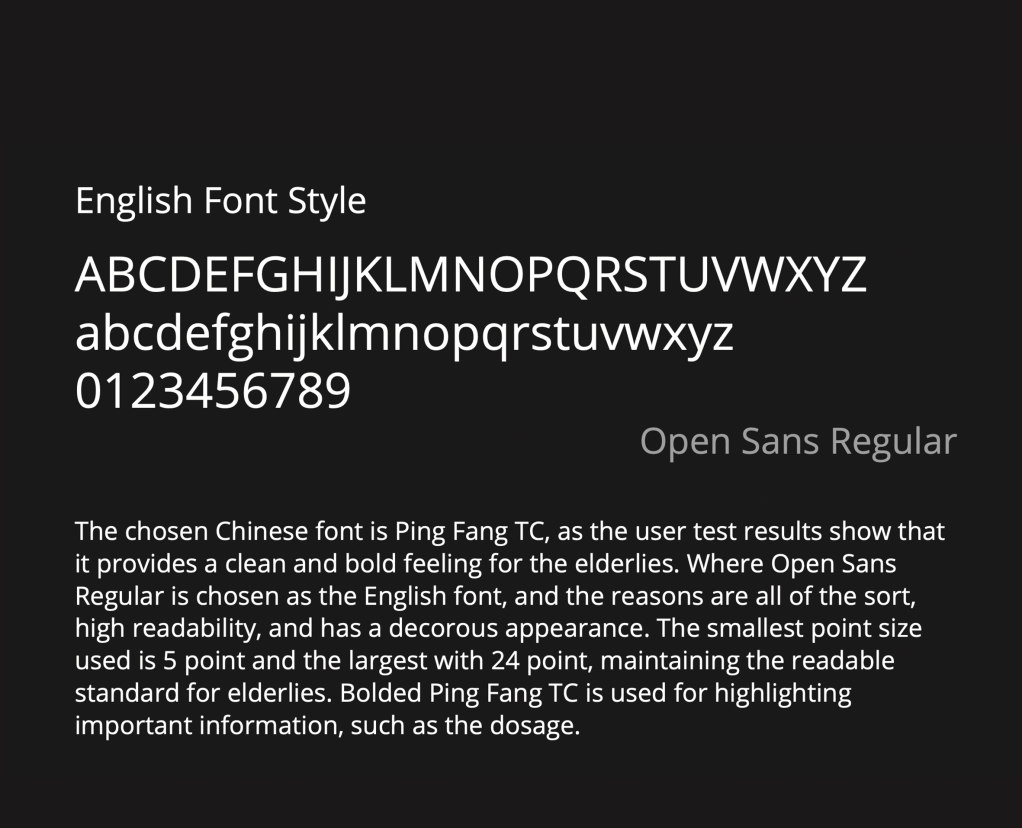 English Font Style
ABCDEFGHIJKLMNOPQRSTUVWXYZ
abcdefghijklmnopqrstuvwxyz
0123456789
Open Sans Regular
The chosen Chinese font is Ping Fang TC, as the user test results show that
it provides a clean and bold feeling for the elderlies. Where Open Sans
Regular is chosen as the English font, and the reasons are all of the sort,
high readability, and has a decorous appearance. The smallest point size
used is 5 point and the largest with 24 point, maintaining the readable
standard for elderlies. Bolded Ping Fang TC is used for highlighting
important information, such as the dosage.